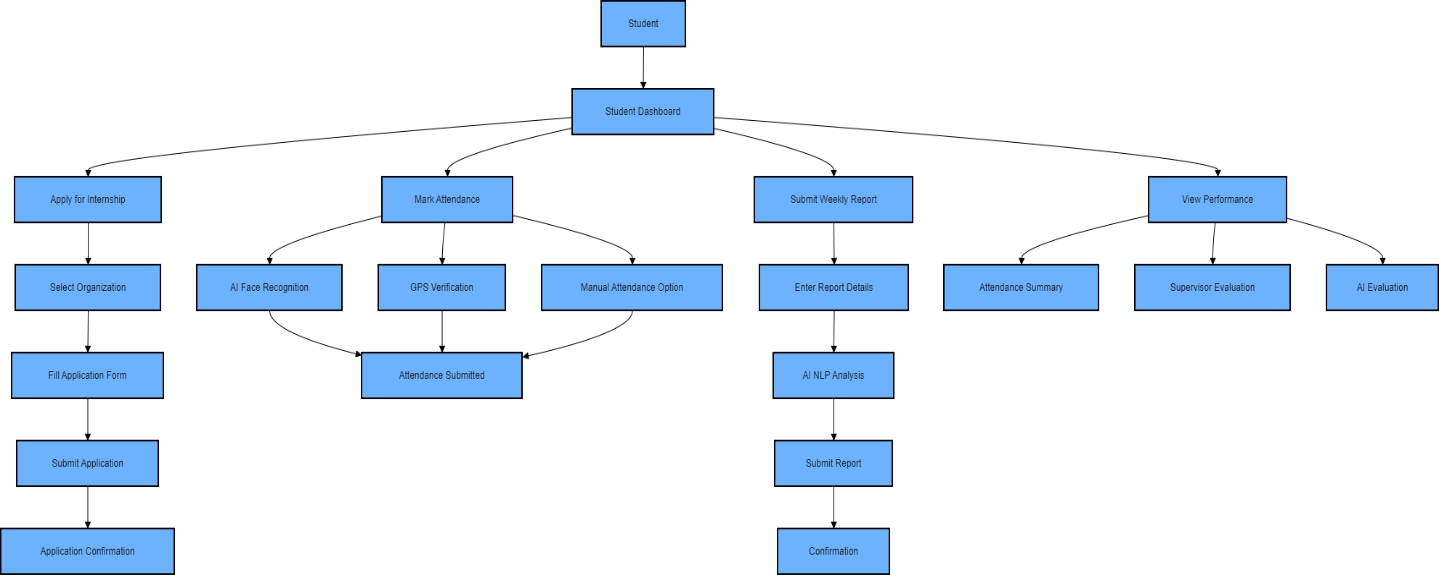 Student
Student Dashboard
Apply for Internship
Mark Attendance
Submit Weekly Report
View Performance
Select Organization
AI Face Recognition
GPS Verification
Manual Attendance Option
Enter Report Details
Attendance Summary
Supervisor Evaluation
AI Evaluation
Fill Application Form
Attendance Submitted
AI NLP Analysis
Submit Application
Submit Report
Application Confirmation
Confirmation